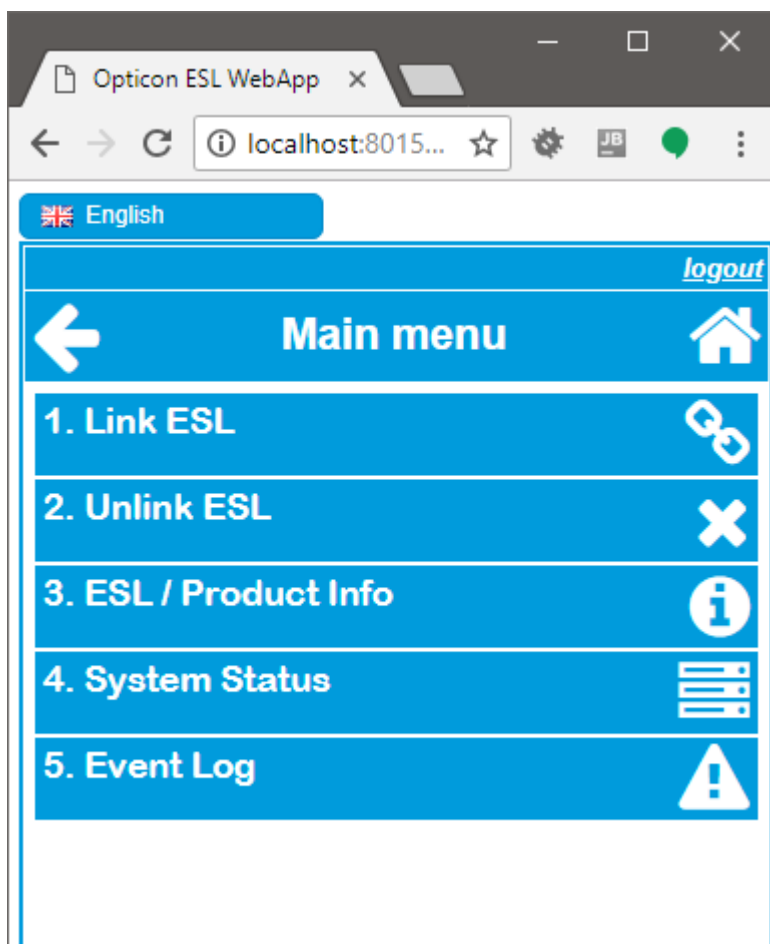 Opticon ESL WebApp
localhost:8015...
JB
English
logout
Main menu
1. Link ESL
2. Unlink ESL
3. ESL / Product Info
4. System Status
5. Event Log